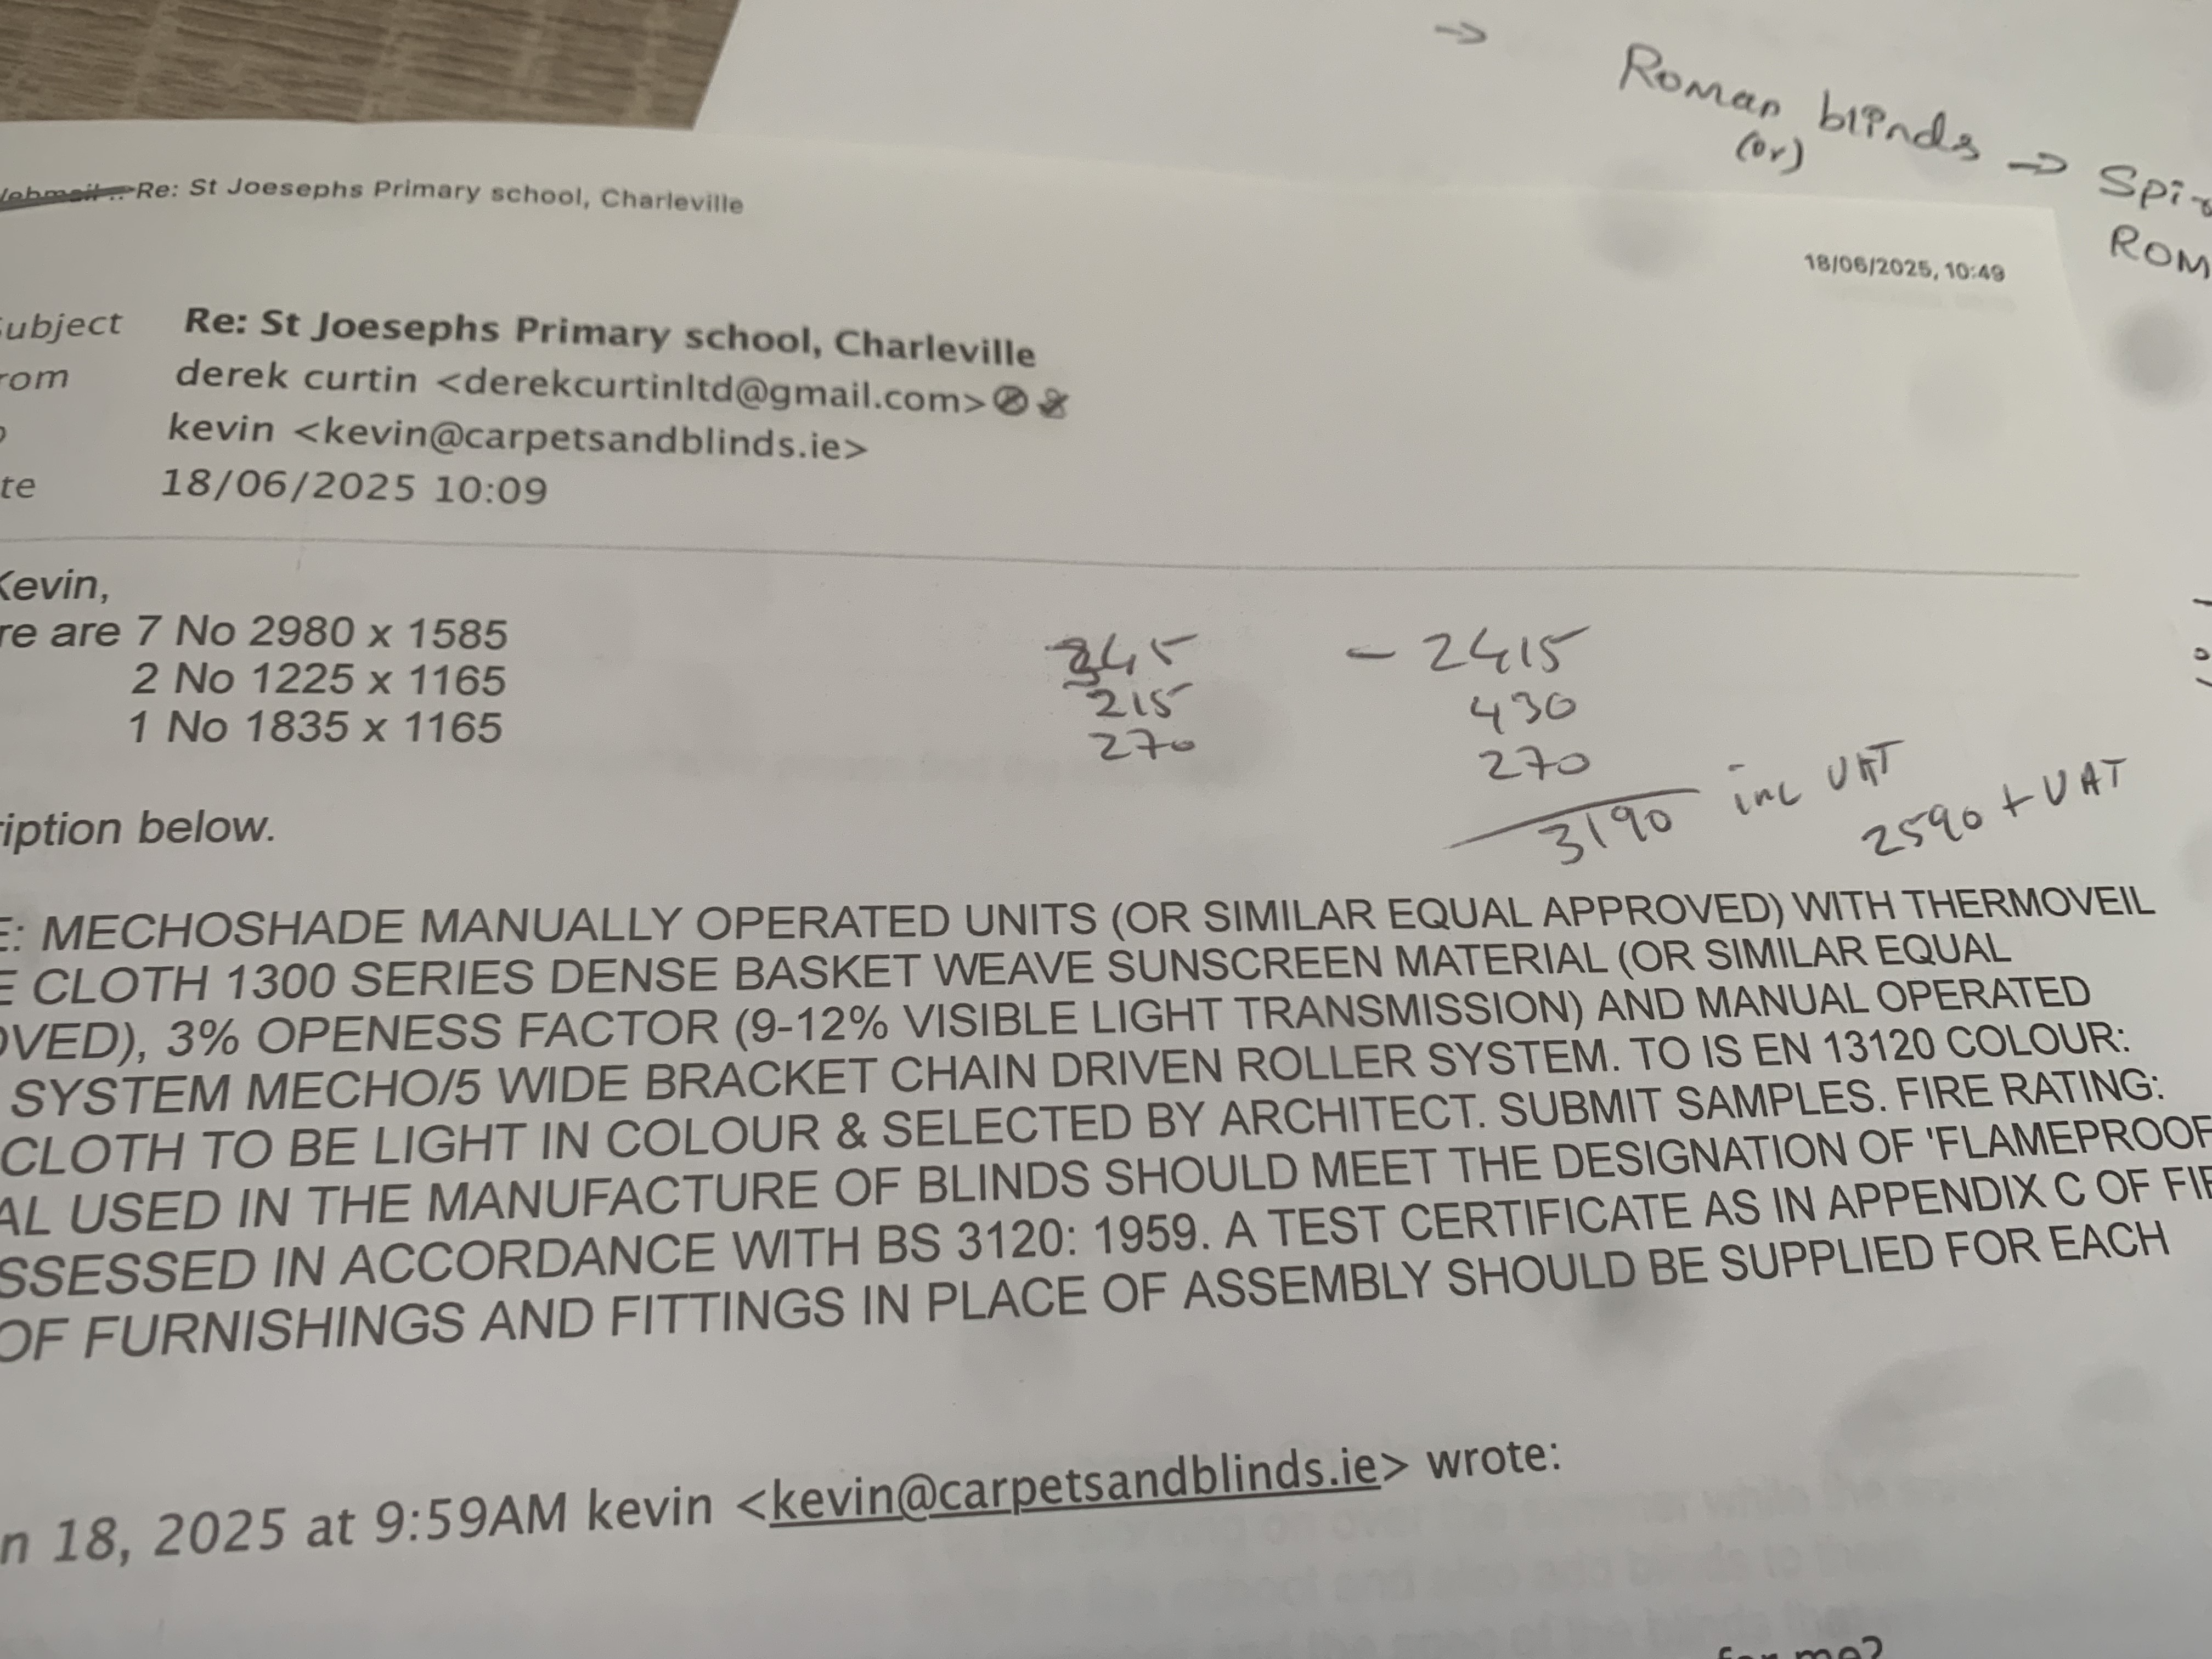 → Roman blinds → Spi
(or)
ROM
Re: St Joesephs Primary school, Charleville
18/06/2025, 10:49
ubject Re: St Joesephs Primary school, Charleville
rom derek curtin <derekcurtinltd@gmail.com>
o kevin <kevin@carpetsandblinds.ie>
te 18/06/2025 10:09
Kevin,
re are 7 No 2980 x 1585 345 - 2415
2 No 1225 x 1165 215 430
1 No 1835 x 1165 270 270
3190 inc VAT
2590 + VAT
ription below.
E: MECHOSHADE MANUALLY OPERATED UNITS (OR SIMILAR EQUAL APPROVED) WITH THERMOVEIL
E CLOTH 1300 SERIES DENSE BASKET WEAVE SUNSCREEN MATERIAL (OR SIMILAR EQUAL
OVED), 3% OPENESS FACTOR (9-12% VISIBLE LIGHT TRANSMISSION) AND MANUAL OPERATED
SYSTEM MECHO/5 WIDE BRACKET CHAIN DRIVEN ROLLER SYSTEM. TO IS EN 13120 COLOUR:
CLOTH TO BE LIGHT IN COLOUR & SELECTED BY ARCHITECT. SUBMIT SAMPLES. FIRE RATING:
AL USED IN THE MANUFACTURE OF BLINDS SHOULD MEET THE DESIGNATION OF 'FLAMEPROOF
SSESSED IN ACCORDANCE WITH BS 3120: 1959. A TEST CERTIFICATE AS IN APPENDIX C OF FIR
OF FURNISHINGS AND FITTINGS IN PLACE OF ASSEMBLY SHOULD BE SUPPLIED FOR EACH
n 18, 2025 at 9:59AM kevin <kevin@carpetsandblinds.ie> wrote:
for me?